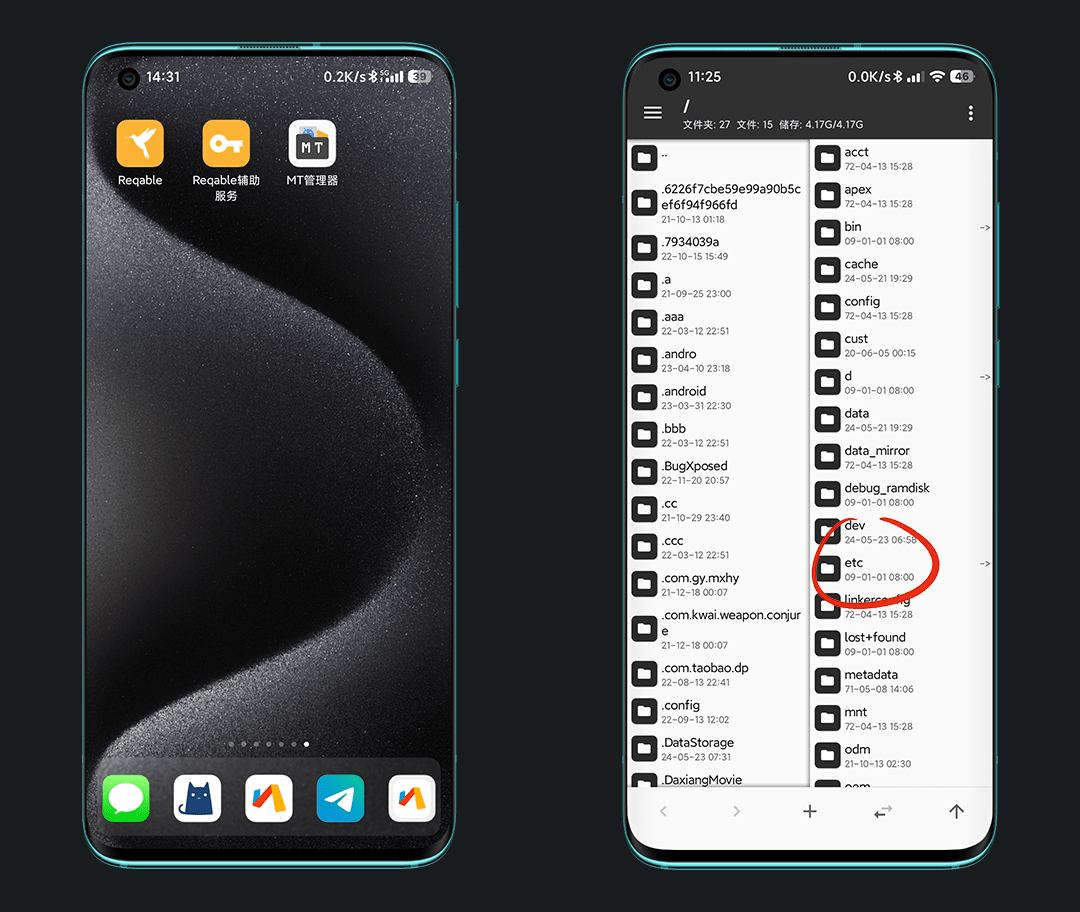 14:31
0.2K/s 5G 39
Reqable
Reqable辅助
服务
MT
MT管理器
11:25
0.0K/s 46
/
文件夹: 27 文件: 15 储存: 4.17G/4.17G
..
.6226f7cbe59e99a90b5c
ef6f94f966fd
21-10-13 01:18
.7934039a
22-10-15 15:49
.a
21-09-25 23:00
.aaa
22-03-12 22:51
.andro
23-04-10 23:18
.android
23-03-31 22:30
.bbb
22-03-12 22:51
.BugXposed
22-11-20 20:57
.cc
21-10-29 23:40
.ccc
22-03-12 22:51
.com.gy.mxhy
21-12-18 00:07
.com.kwai.weapon.conjur
e
21-12-18 00:07
.com.taobao.dp
22-08-13 22:41
.config
22-09-13 12:02
.DataStorage
24-05-23 07:31
.DaxiangMovie
acct
72-04-13 15:28
apex
72-04-13 15:28
bin
09-01-01 08:00
->
cache
24-05-21 19:29
config
72-04-13 15:28
cust
20-06-05 00:15
d
09-01-01 08:00
->
data
24-05-21 19:29
data_mirror
72-04-13 15:28
debug_ramdisk
09-01-01 08:00
dev
24-05-23 06:58
etc
09-01-01 08:00
->
linkerconfig
72-04-13 15:28
lost+found
09-01-01 08:00
metadata
71-05-08 14:06
mnt
72-04-13 15:28
odm
21-10-13 02:30
oem